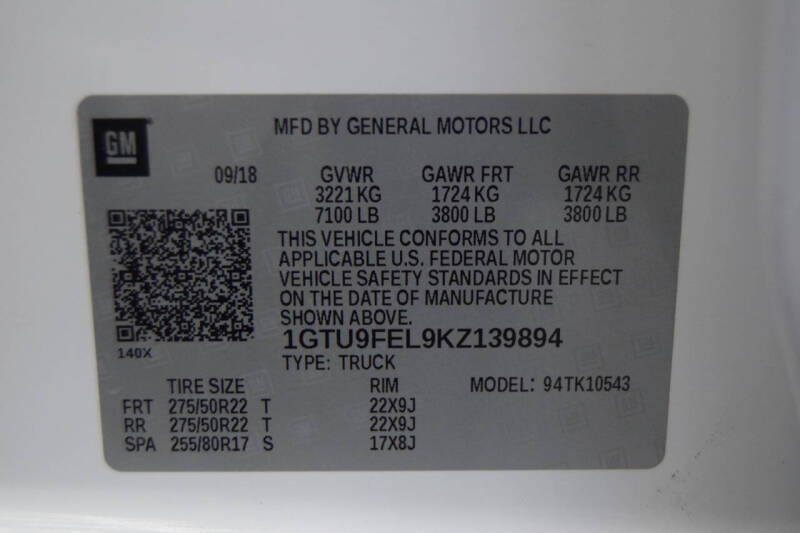 GM
MFD BY GENERAL MOTORS LLC
09/18 GVWR GAWR FRT GAWR RR
3221 KG 1724 KG 1724 KG
7100 LB 3800 LB 3800 LB
THIS VEHICLE CONFORMS TO ALL
APPLICABLE U.S. FEDERAL MOTOR
VEHICLE SAFETY STANDARDS IN EFFECT
ON THE DATE OF MANUFACTURE
SHOWN ABOVE.
1GTU9FEL9KZ139894
140X
TYPE: TRUCK
TIRE SIZE RIM MODEL: 94TK10543
FRT 275/50R22 T 22X9J
RR 275/50R22 T 22X9J
SPA 255/80R17 S 17X8J